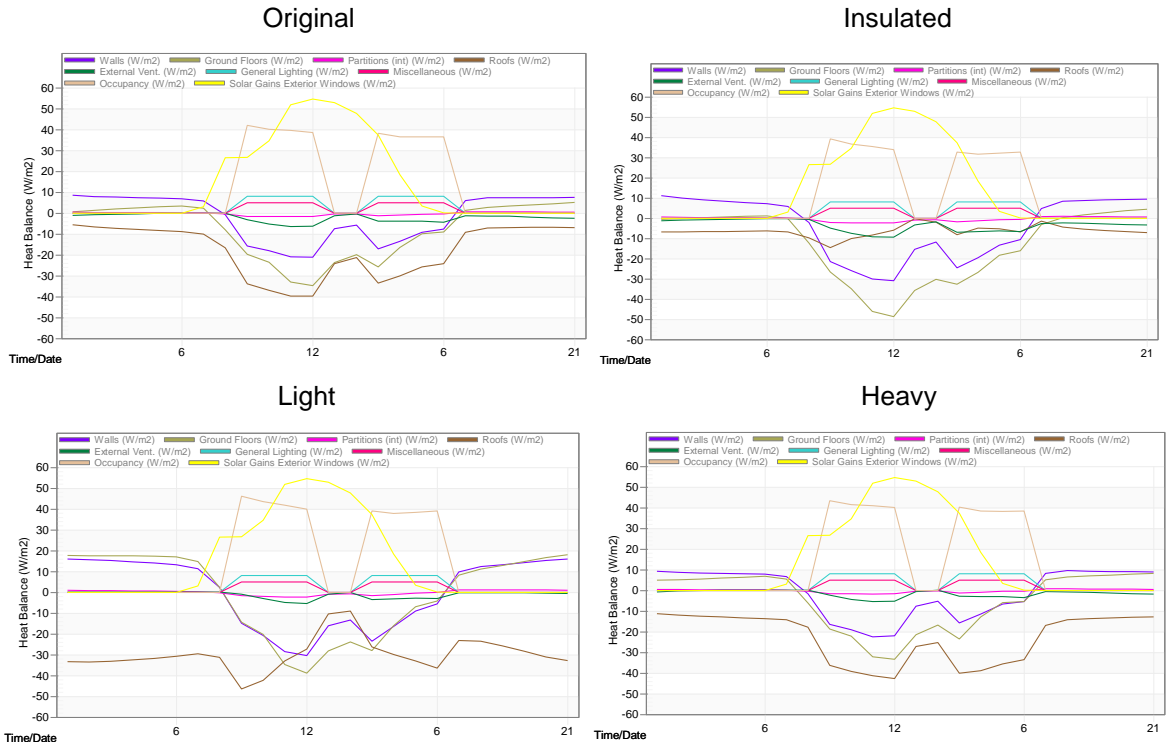 Original
Walls (W/m2) Ground Floors (W/m2) Partitions (int) (W/m2) Roofs (W/m2)
External Vent. (W/m2) General Lighting (W/m2) Miscellaneous (W/m2)
Occupancy (W/m2) Solar Gains Exterior Windows (W/m2)
Heat Balance (W/m2)
60
50
40
30
20
10
0
-10
-20
-30
-40
-50
-60
Time/Date
6 12 6 21
Insulated
Walls (W/m2) Ground Floors (W/m2) Partitions (int) (W/m2) Roofs (W/m2)
External Vent. (W/m2) General Lighting (W/m2) Miscellaneous (W/m2)
Occupancy (W/m2) Solar Gains Exterior Windows (W/m2)
Heat Balance (W/m2)
60
50
40
30
20
10
0
-10
-20
-30
-40
-50
-60
Time/Date
6 12 6 21
Light
Walls (W/m2) Ground Floors (W/m2) Partitions (int) (W/m2) Roofs (W/m2)
External Vent. (W/m2) General Lighting (W/m2) Miscellaneous (W/m2)
Occupancy (W/m2) Solar Gains Exterior Windows (W/m2)
Heat Balance (W/m2)
60
50
40
30
20
10
0
-10
-20
-30
-40
-50
-60
Time/Date
6 12 6 21
Heavy
Walls (W/m2) Ground Floors (W/m2) Partitions (int) (W/m2) Roofs (W/m2)
External Vent. (W/m2) General Lighting (W/m2) Miscellaneous (W/m2)
Occupancy (W/m2) Solar Gains Exterior Windows (W/m2)
Heat Balance (W/m2)
60
50
40
30
20
10
0
-10
-20
-30
-40
-50
-60
Time/Date
6 12 6 21